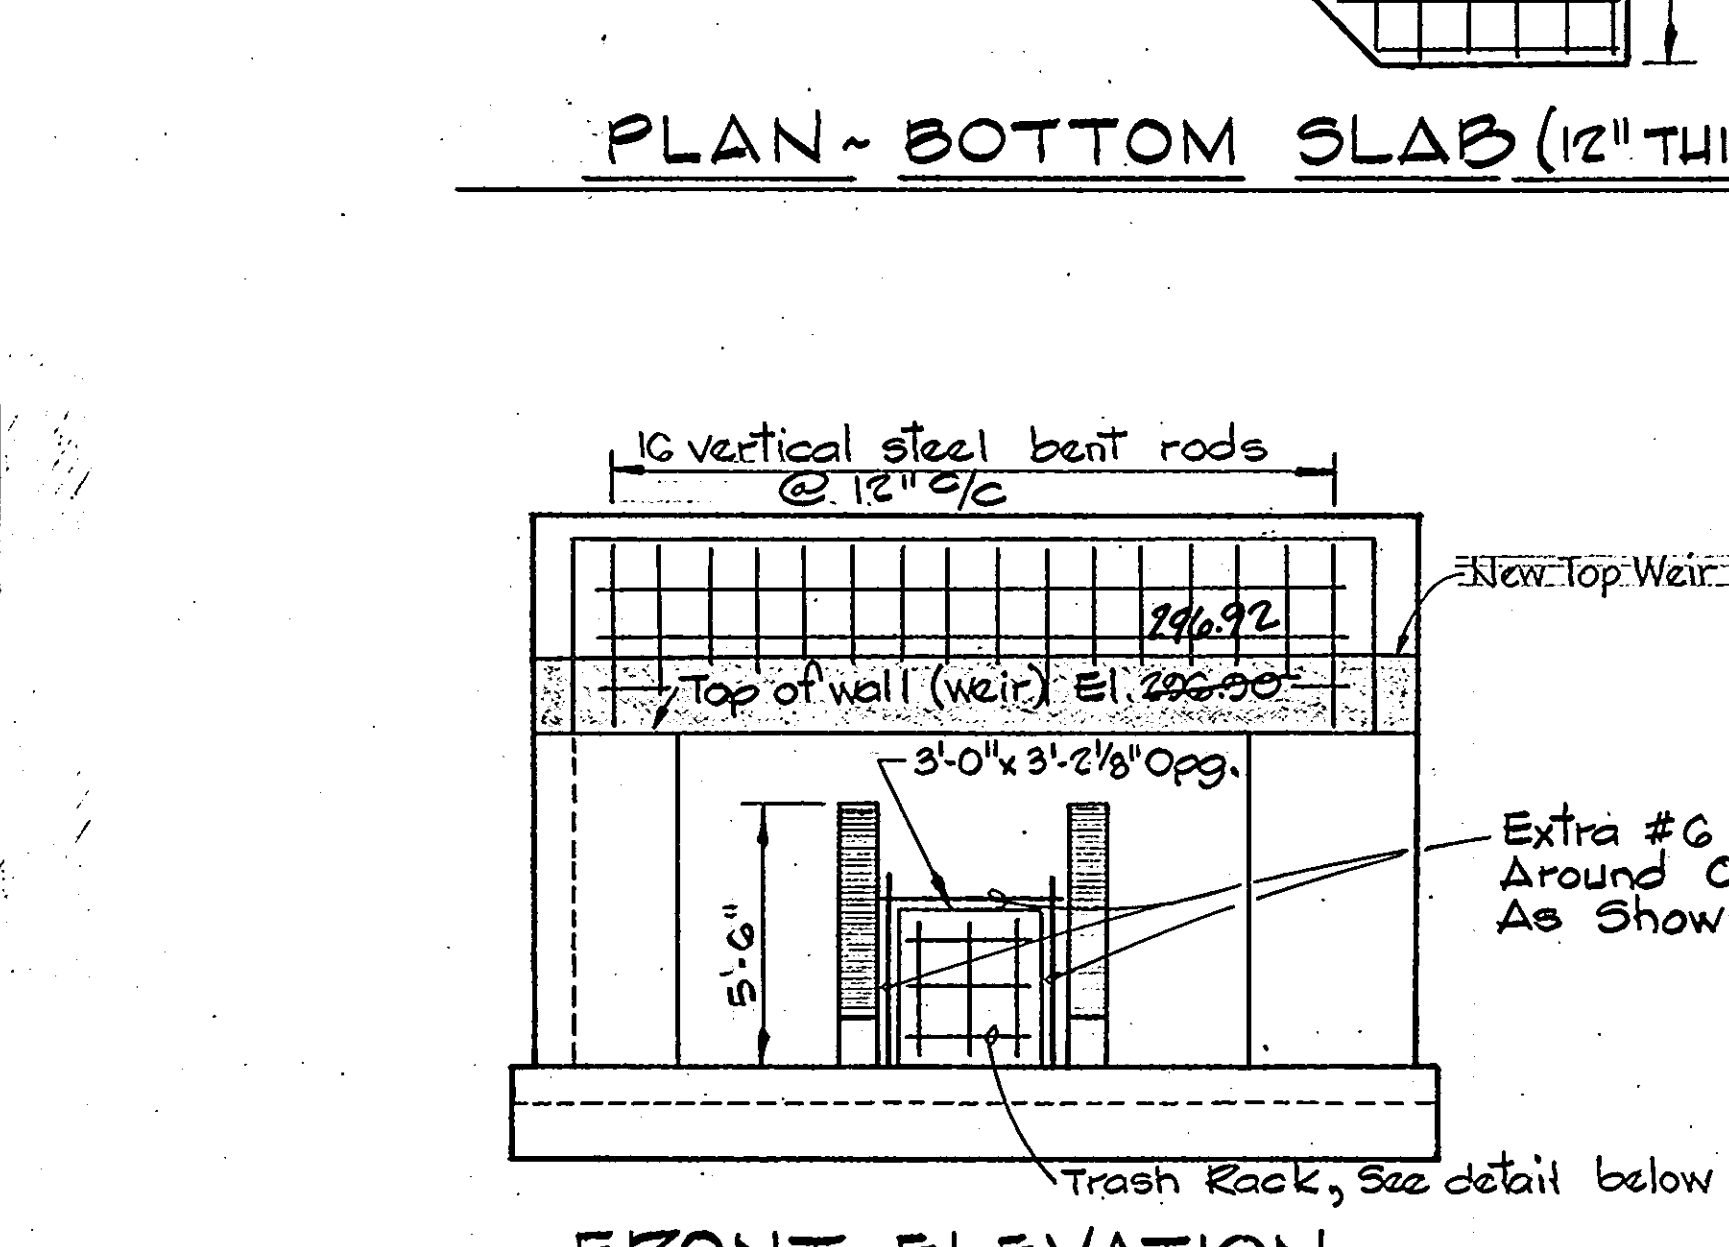 PLAN ~ BOTTOM SLAB (12" THI
16 vertical steel bent rods
@ 12" c/c
New Top Weir
296.92
Top of wall (weir) El. 296.90
3'-0" x 3'-2 1/8" Opg.
5'-6"
Extra #6
Around O
As Show
Trash Rack, See detail below
FRONT ELEVATION